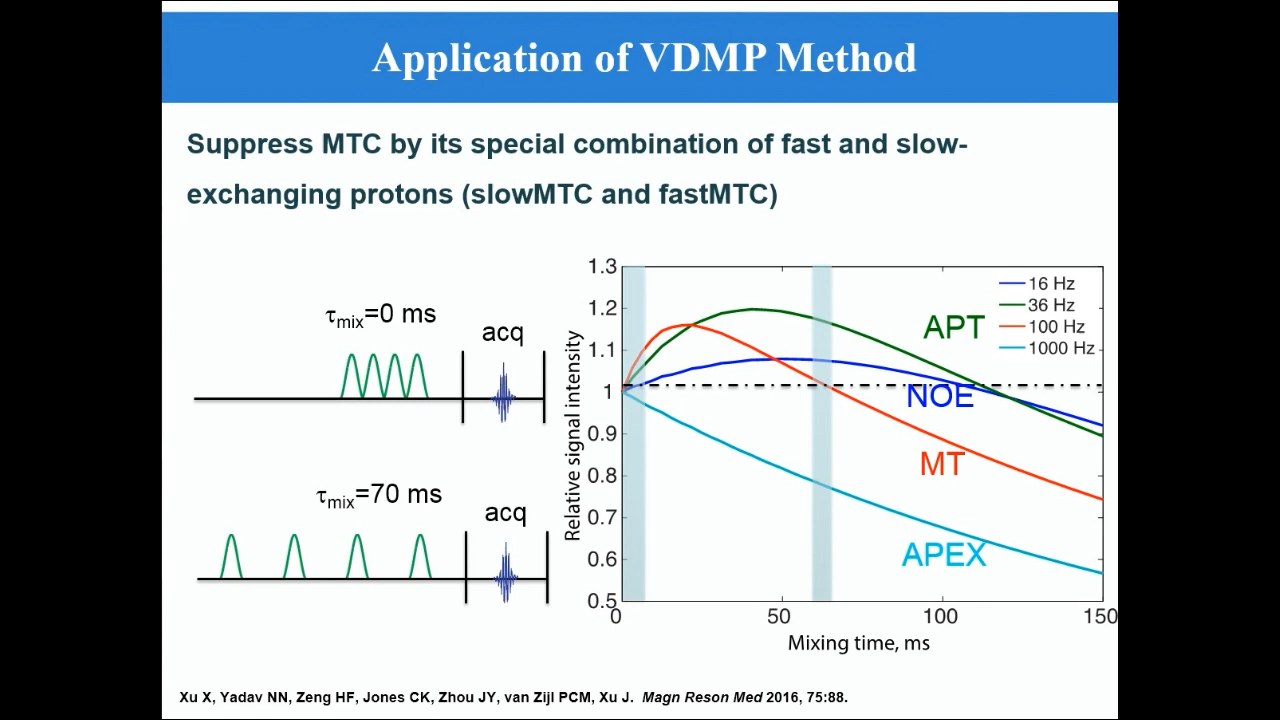 Application of VDMP Method
Suppress MTC by its special combination of fast and slow-
exchanging protons (slowMTC and fastMTC)
τmix=0 ms
acq
τmix=70 ms
acq
Relative signal intensity
1.3
1.2
1.1
1
0.9
0.8
0.7
0.6
0.5
0
50
100
150
Mixing time, ms
16 Hz
36 Hz
100 Hz
1000 Hz
APT
NOE
MT
APEX
Xu X, Yadav NN, Zeng HF, Jones CK, Zhou JY, van Zijl PCM, Xu J. Magn Reson Med 2016, 75:88.